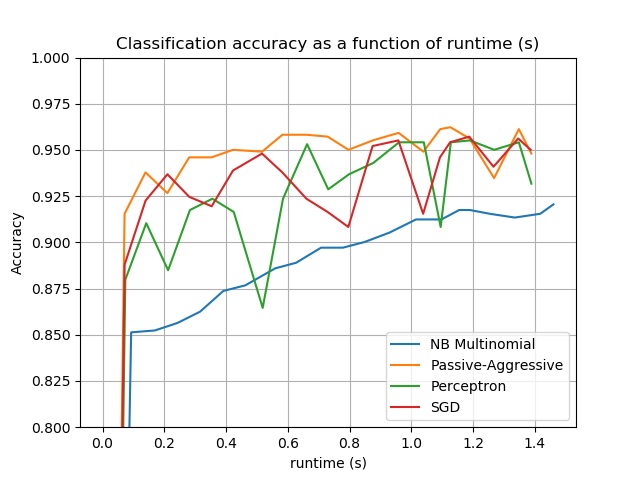 Classification accuracy as a function of runtime (s)
1.000
0.975
0.950
0.925
0.900
0.875
0.850
0.825
0.800
Accuracy
NB Multinomial
Passive-Aggressive
Perceptron
SGD
0.0 0.2 0.4 0.6 0.8 1.0 1.2 1.4
runtime (s)